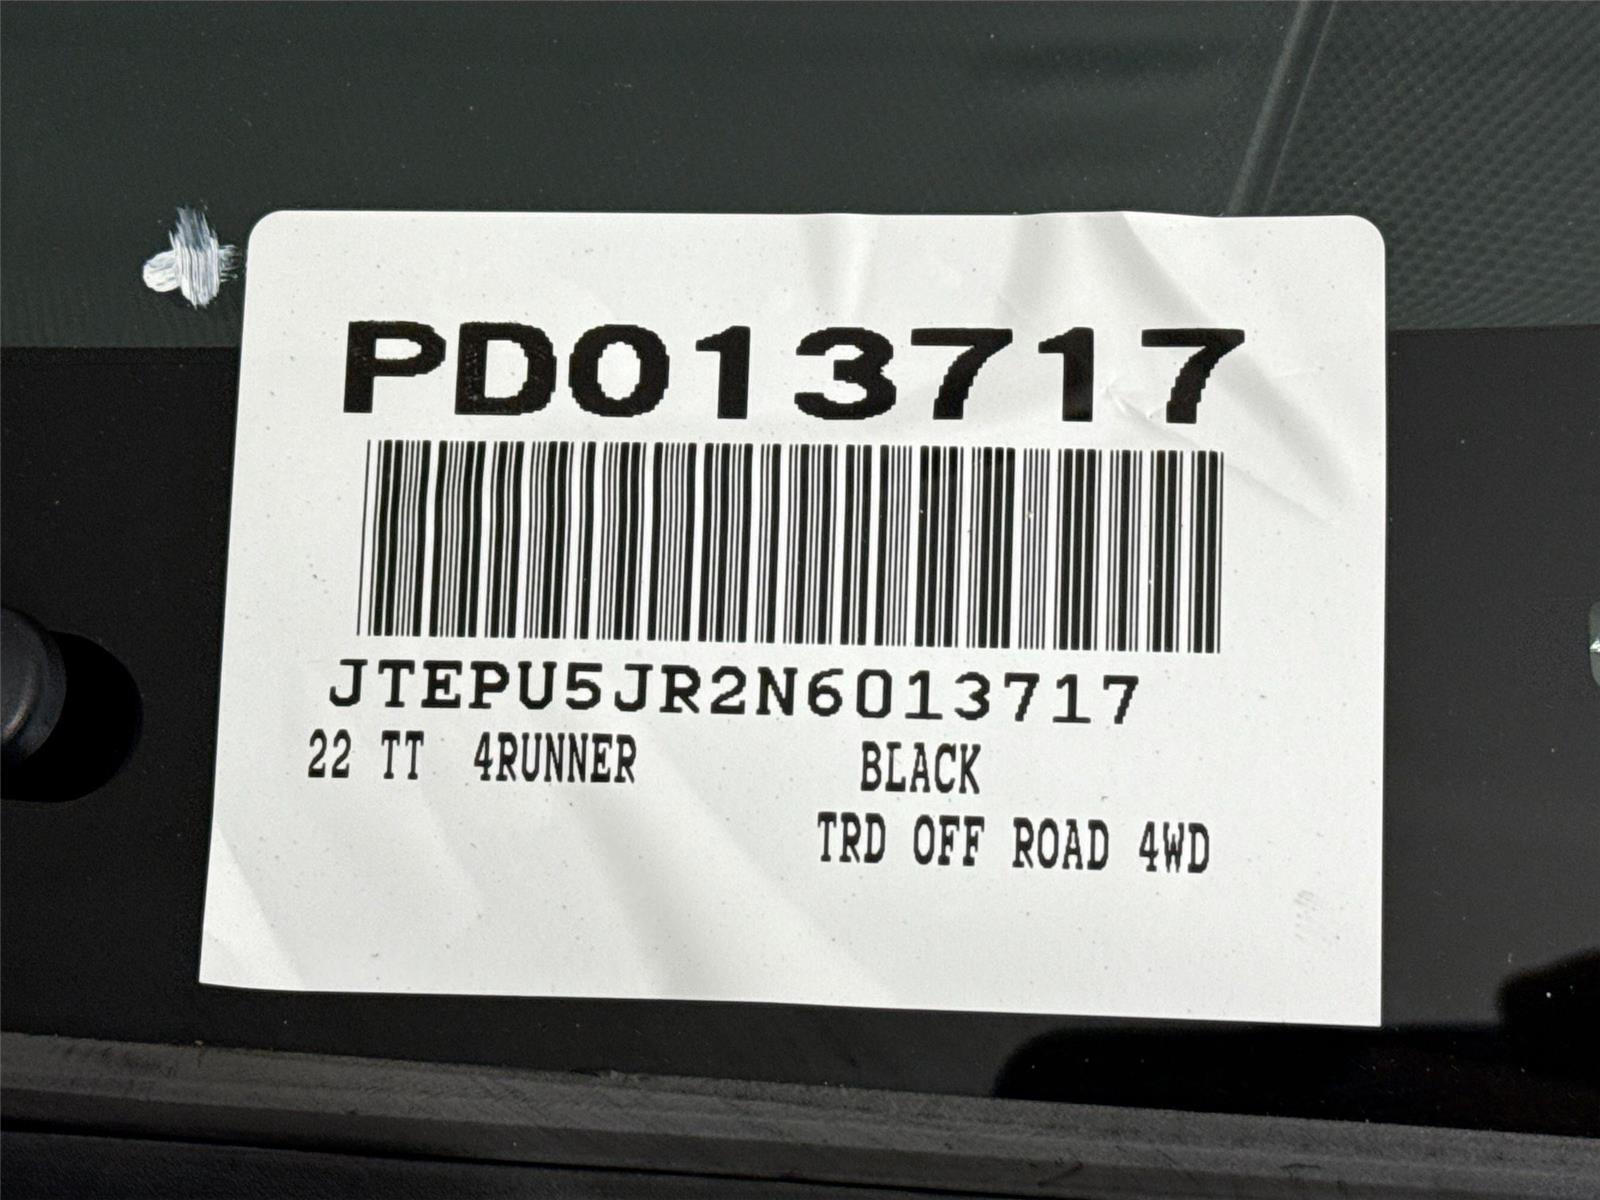 PD013717
JTEPU5JR2N6013717
22 TT 4RUNNER BLACK
TRD OFF ROAD 4WD